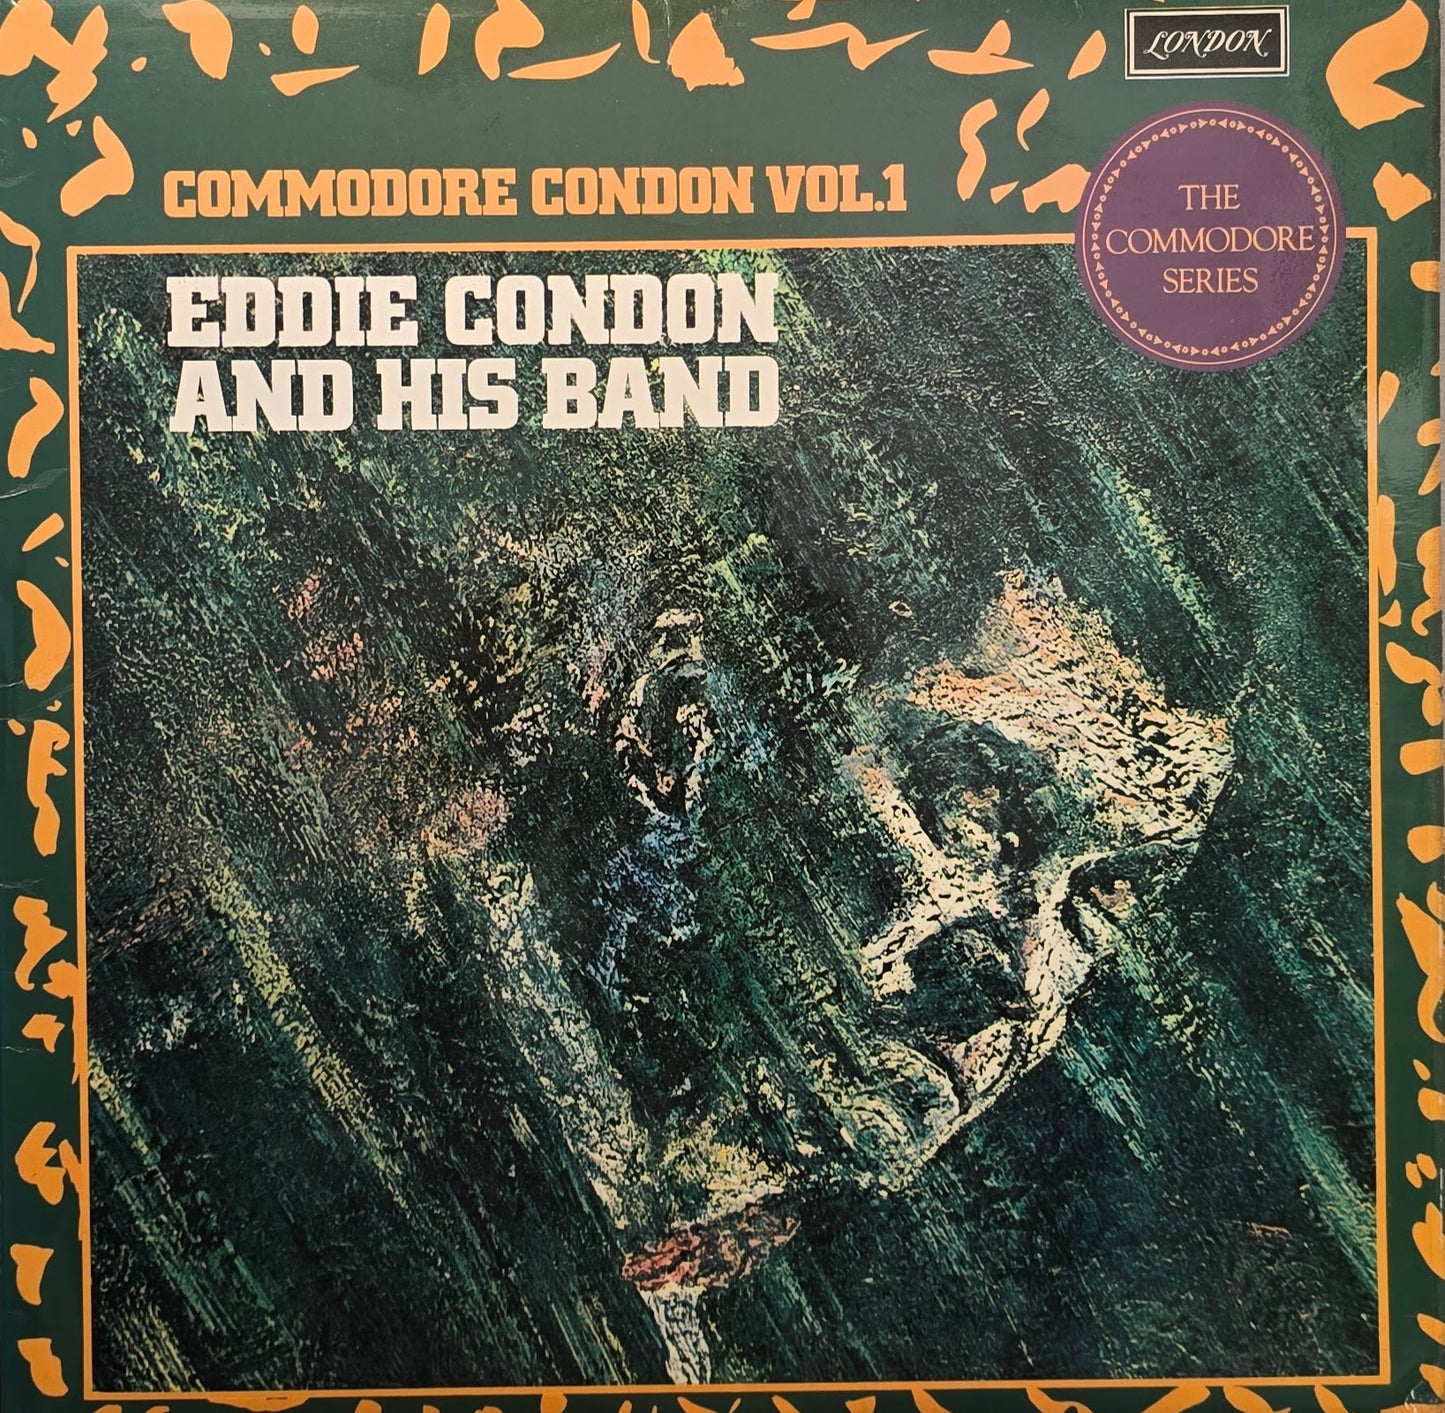 LONDON
COMMODORE CONDON VOL.1
THE
COMMODORE
SERIES
EDDIE CONDON
AND HIS BAND